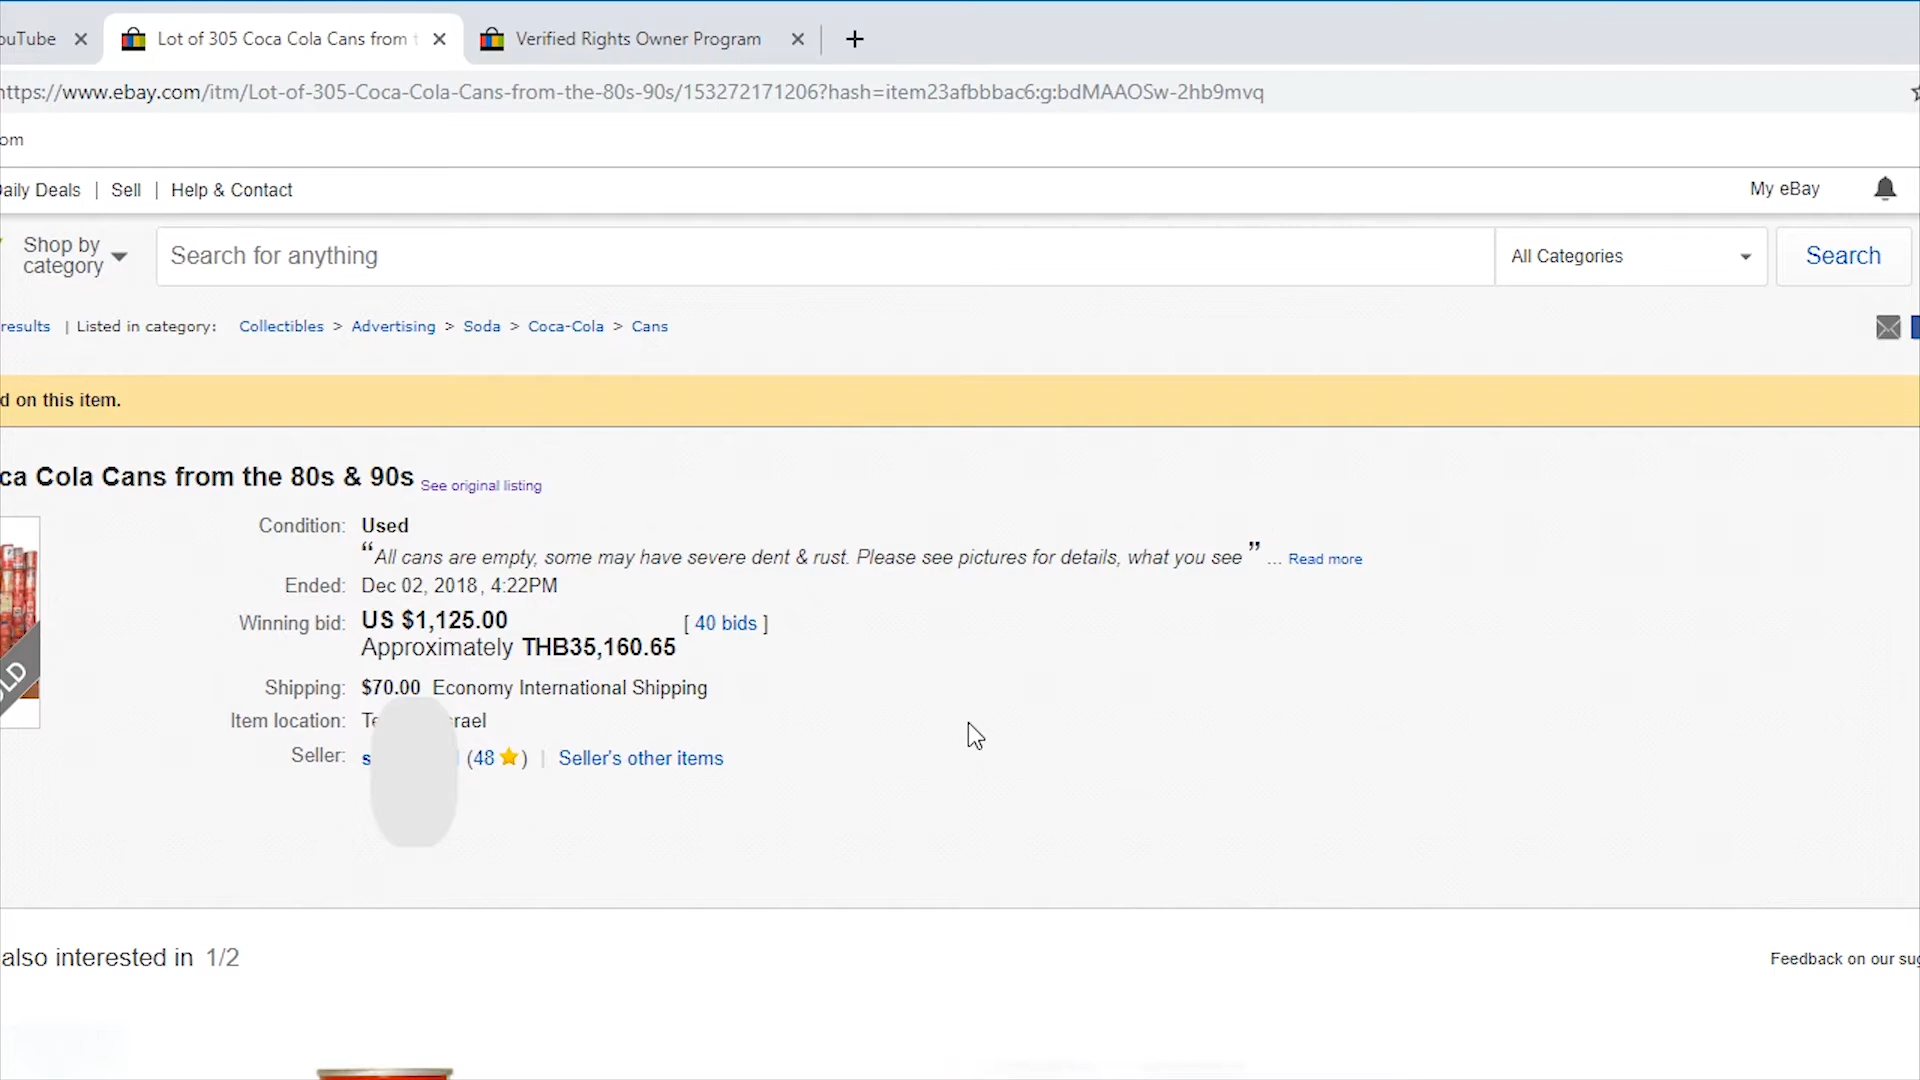 ouTube
Lot of 305 Coca Cola Cans from
Verified Rights Owner Program
https://www.ebay.com/itm/Lot-of-305-Coca-Cola-Cans-from-the-80s-90s/153272171206?hash=item23afbbbac6:g:bdMAAOSw-2hb9mvq
om
Daily Deals | Sell | Help & Contact
My eBay
Shop by
category
Search for anything
All Categories
Search
results | Listed in category: Collectibles > Advertising > Soda > Coca-Cola > Cans
d on this item.
ca Cola Cans from the 80s & 90s See original listing
Condition: Used
“All cans are empty, some may have severe dent & rust. Please see pictures for details, what you see ” ... Read more
Ended: Dec 02, 2018, 4:22PM
Winning bid: US $1,125.00 [ 40 bids ]
Approximately THB35,160.65
Shipping: $70.00 Economy International Shipping
OLD
Item location: Te rael
Seller: s (48 ) | Seller's other items
also interested in 1/2
Feedback on our sug